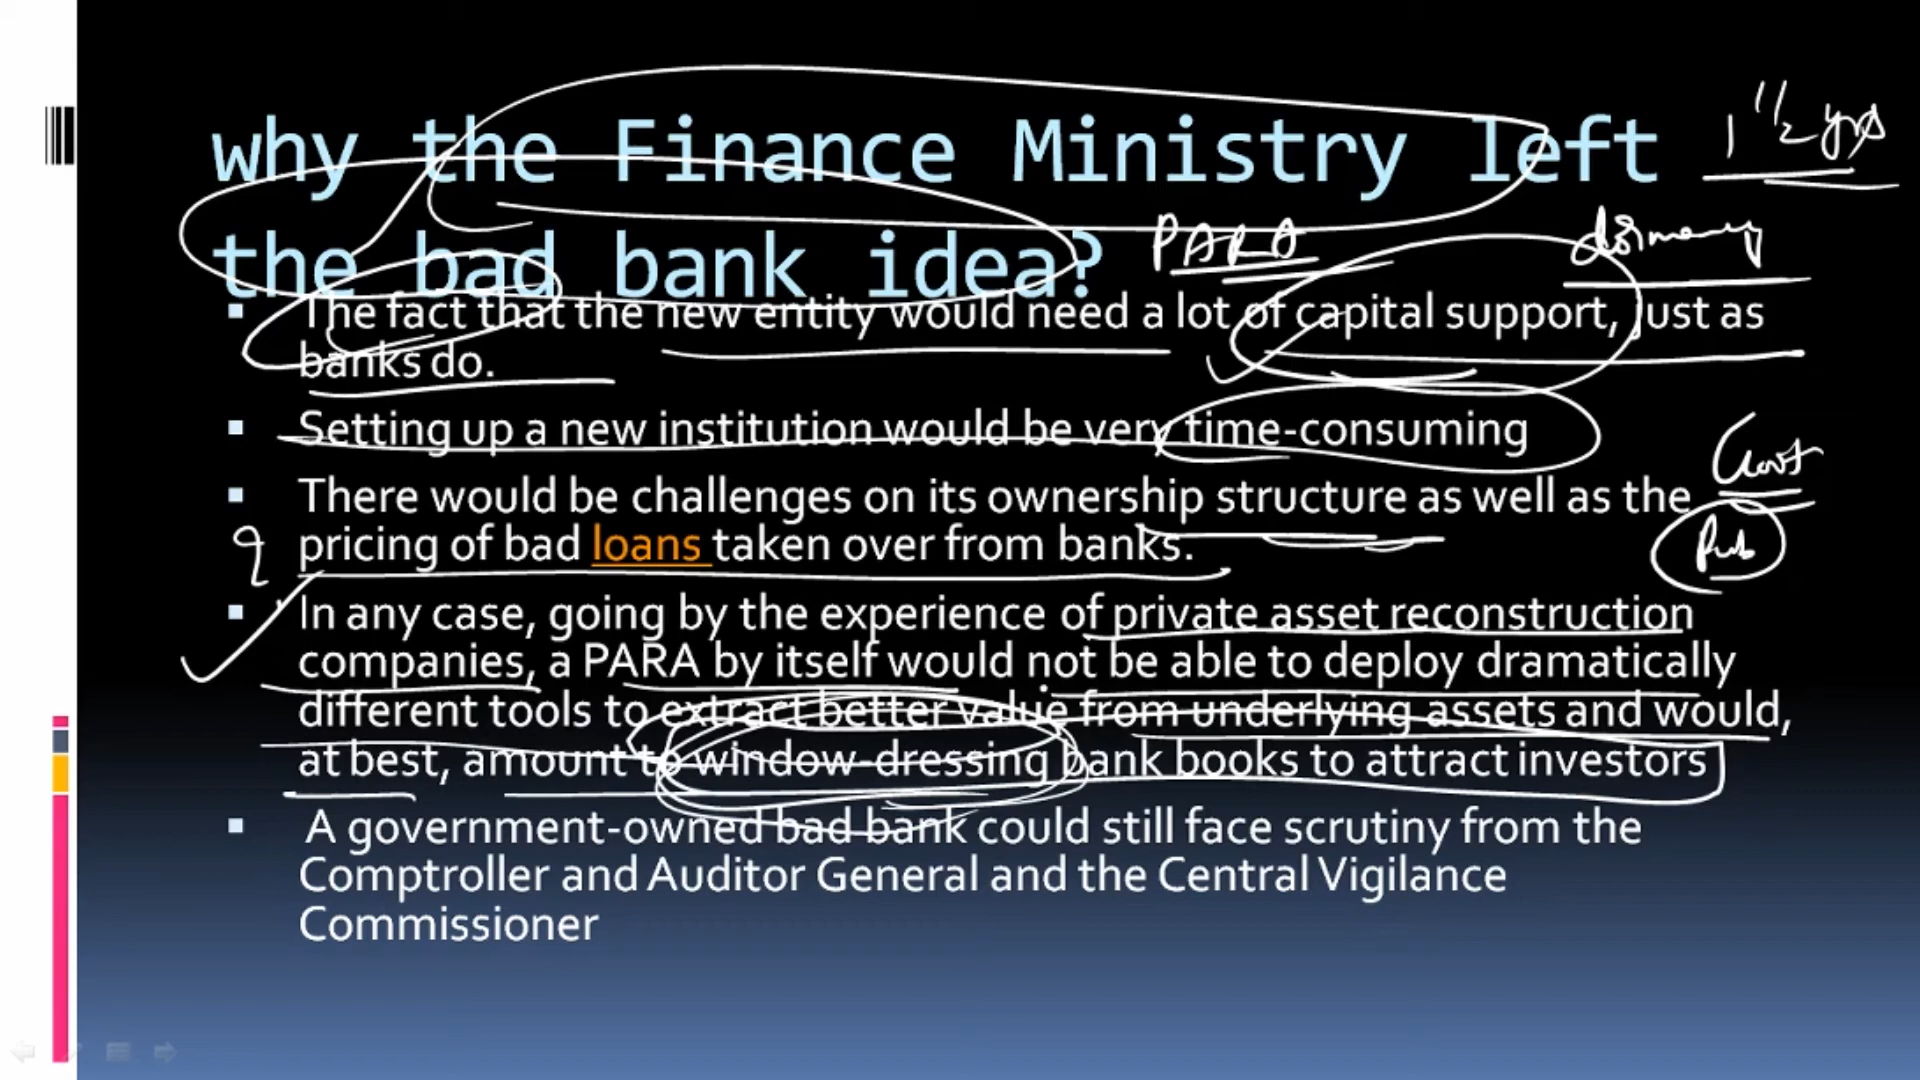 why the Finance Ministry left
1 1/2 yrs
the bad bank idea?
PARA
The fact that the new entity would need a lot of capital support, just as
banks do.
Setting up a new institution would be very time-consuming
Govt
There would be challenges on its ownership structure as well as the
pricing of bad loans taken over from banks.
Pub
In any case, going by the experience of private asset reconstruction
companies, a PARA by itself would not be able to deploy dramatically
different tools to extract better value from underlying assets and would,
at best, amount to window-dressing bank books to attract investors
A government-owned bad bank could still face scrutiny from the
Comptroller and Auditor General and the Central Vigilance
Commissioner